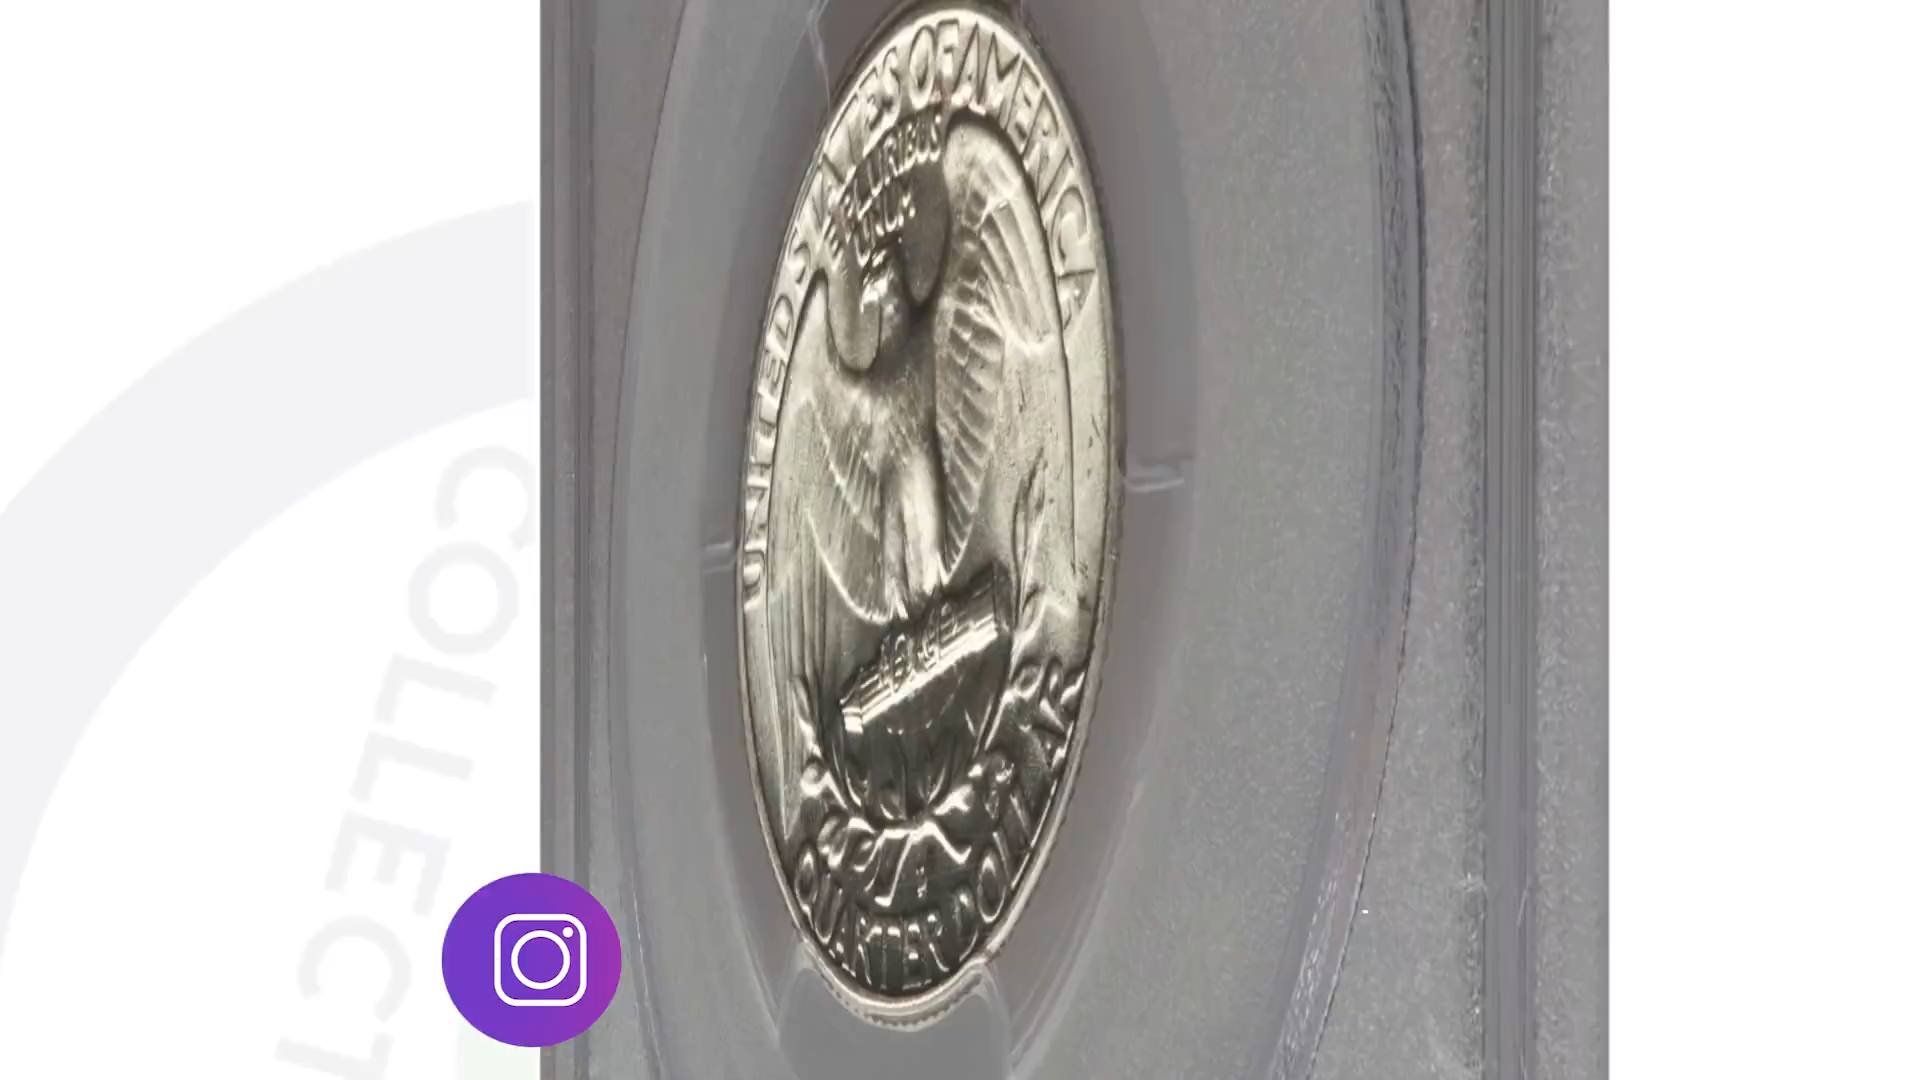 UNITED STATES OF AMERICA
E PLURIBUS
UNUM
QUARTER DOLLAR
COLLECT